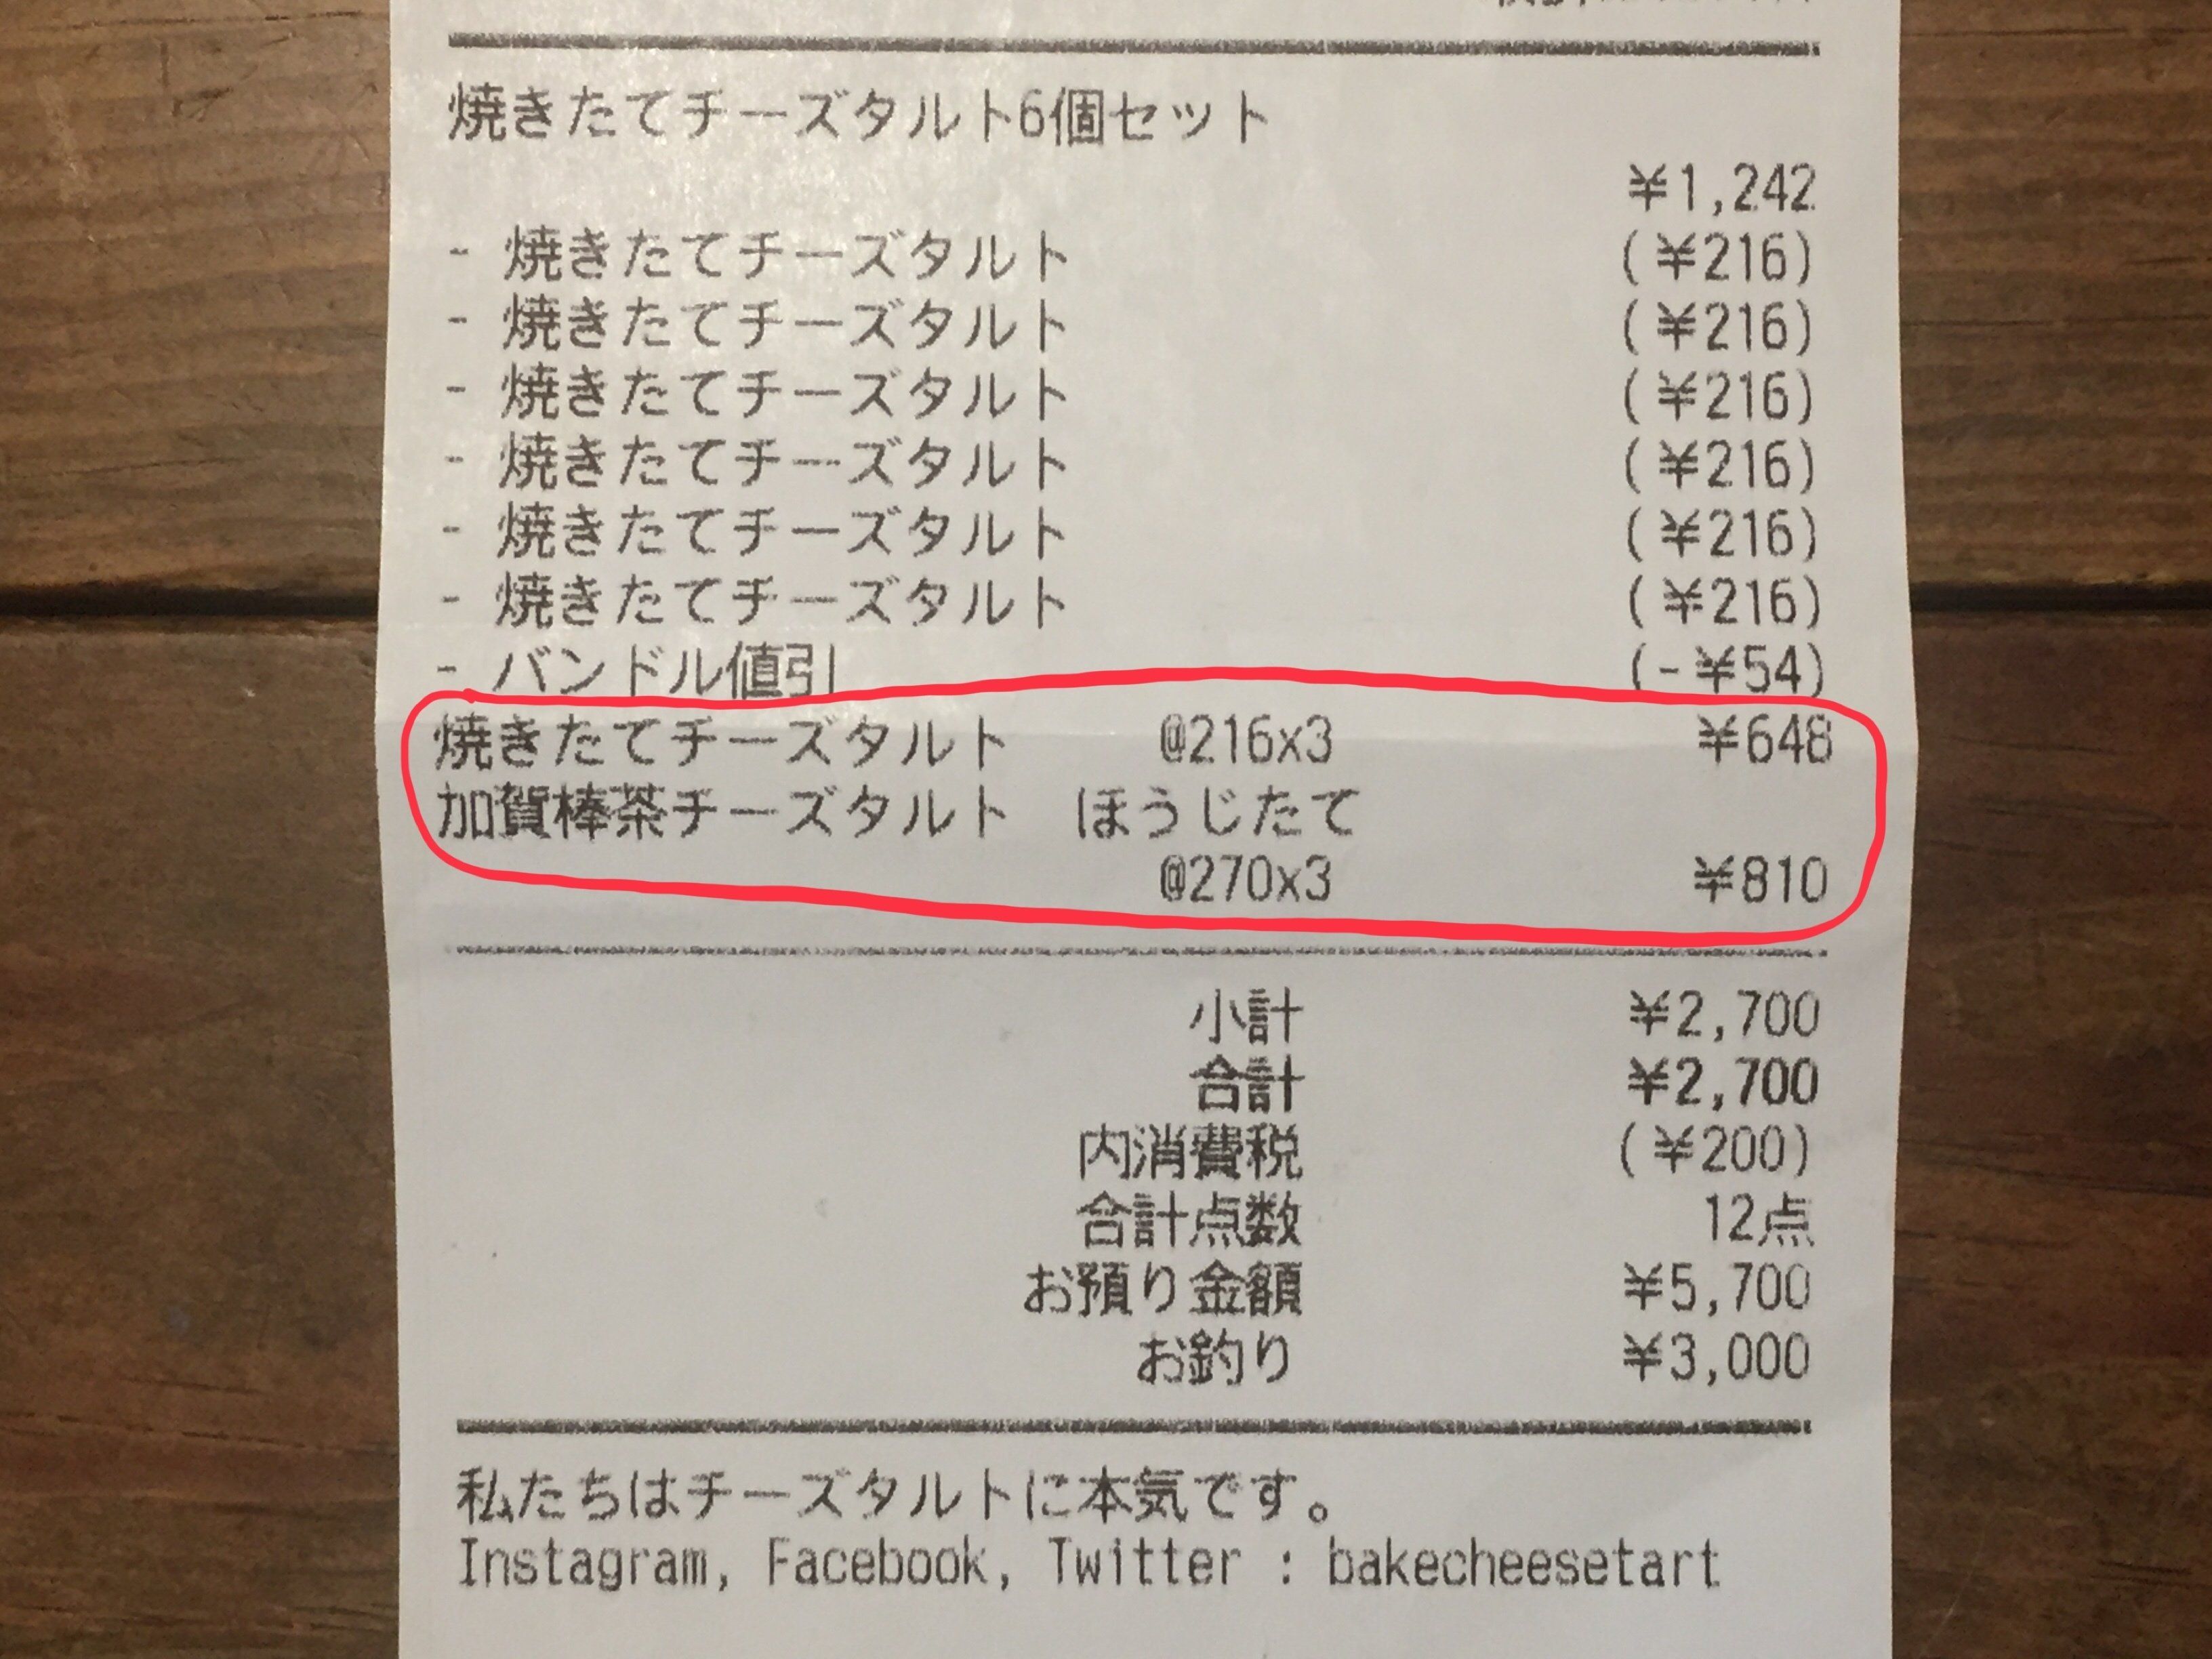 焼きたてチーズタルト6個セット
¥1,242
- 焼きたてチーズタルト (¥216)
- 焼きたてチーズタルト (¥216)
- 焼きたてチーズタルト (¥216)
- 焼きたてチーズタルト (¥216)
- 焼きたてチーズタルト (¥216)
- 焼きたてチーズタルト (¥216)
- バンドル値引 (-¥54)
焼きたてチーズタルト @216x3 ¥648
加賀棒茶チーズタルト ほうじたて
@270x3 ¥810
小計 ¥2,700
合計 ¥2,700
内消費税 (¥200)
合計点数 12点
お預り金額 ¥5,700
お釣り ¥3,000
私たちはチーズタルトに本気です。
Instagram, Facebook, Twitter : bakecheesetart